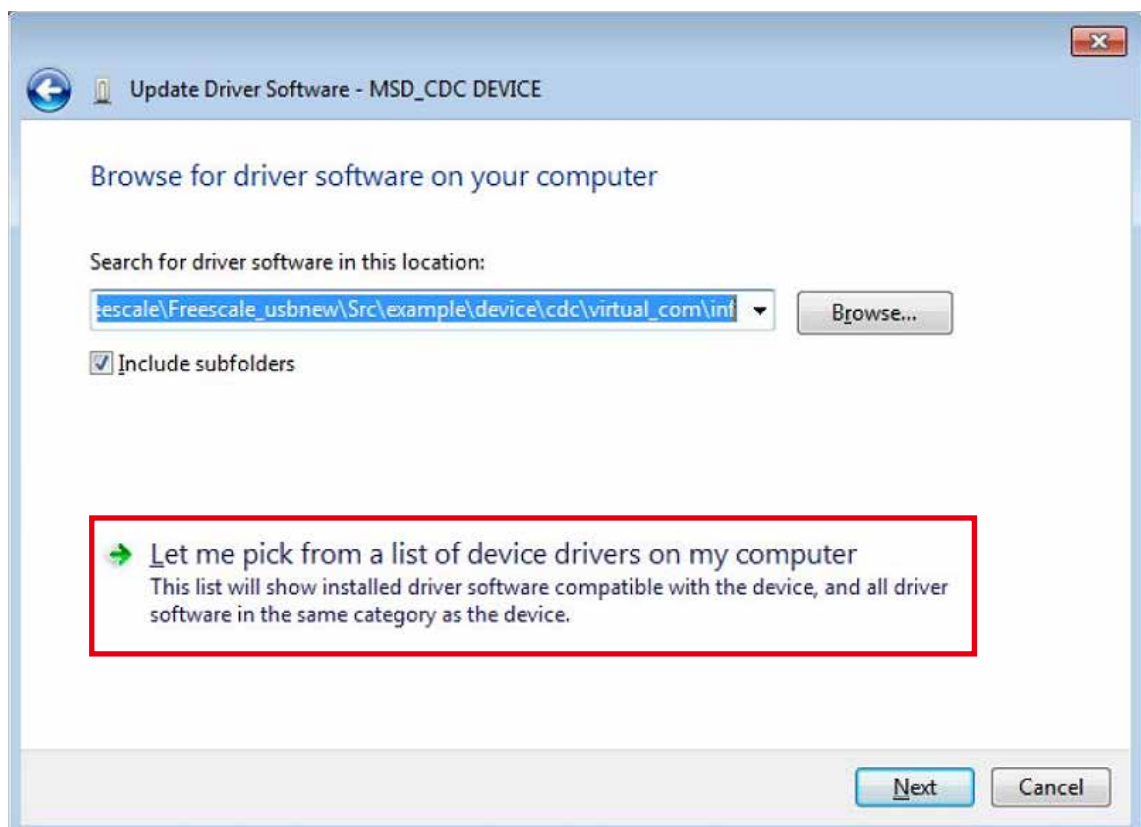 Update Driver Software - MSD_CDC DEVICE
Browse for driver software on your computer
Search for driver software in this location:
eescale\Freescale_usbnew\Src\example\device\cdc\virtual_com\inf
Browse...
Include subfolders
Let me pick from a list of device drivers on my computer
This list will show installed driver software compatible with the device, and all driver
software in the same category as the device.
Next
Cancel